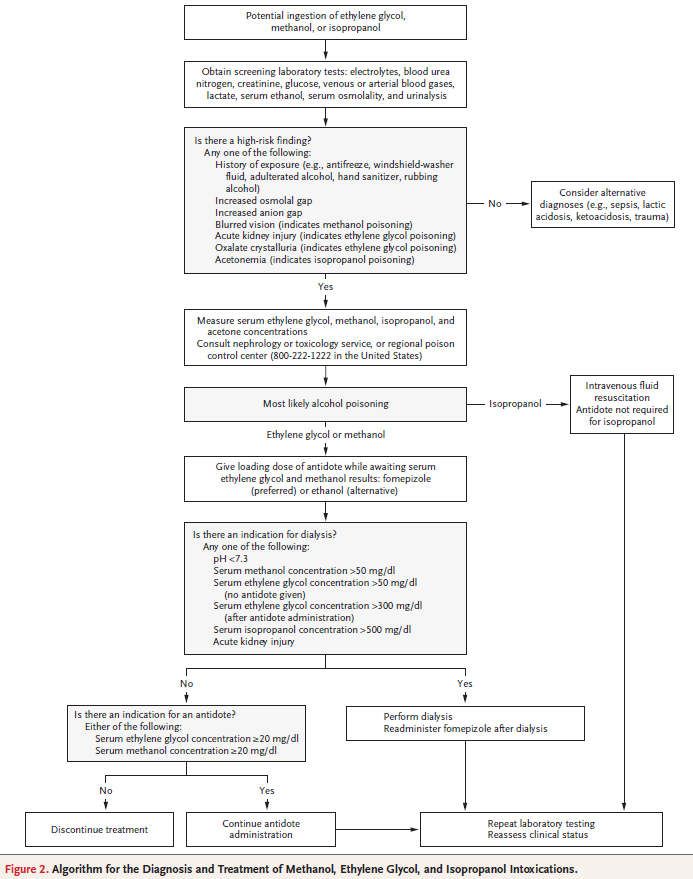 Potential ingestion of ethylene glycol,
methanol, or isopropanol
Obtain screening laboratory tests: electrolytes, blood urea
nitrogen, creatinine, glucose, venous or arterial blood gases,
lactate, serum ethanol, serum osmolality, and urinalysis
Is there a high-risk finding?
Any one of the following:
History of exposure (e.g., antifreeze, windshield-washer
fluid, adulterated alcohol, hand sanitizer, rubbing
alcohol)
Increased osmolal gap
Increased anion gap
Blurred vision (indicates methanol poisoning)
Acute kidney injury (indicates ethylene glycol poisoning)
Oxalate crystalluria (indicates ethylene glycol poisoning)
Acetonemia (indicates isopropanol poisoning)
No
Consider alternative
diagnoses (e.g., sepsis, lactic
acidosis, ketoacidosis, trauma)
Yes
Measure serum ethylene glycol, methanol, isopropanol, and
acetone concentrations
Consult nephrology or toxicology service, or regional poison
control center (800-222-1222 in the United States)
Most likely alcohol poisoning
Isopropanol
Intravenous fluid
resuscitation
Antidote not required
for isopropanol
Ethylene glycol or methanol
Give loading dose of antidote while awaiting serum
ethylene glycol and methanol results: fomepizole
(preferred) or ethanol (alternative)
Is there an indication for dialysis?
Any one of the following:
pH <7.3
Serum methanol concentration >50 mg/dl
Serum ethylene glycol concentration >50 mg/dl
(no antidote given)
Serum ethylene glycol concentration >300 mg/dl
(after antidote administration)
Serum isopropanol concentration >500 mg/dl
Acute kidney injury
No
Yes
Is there an indication for an antidote?
Either of the following:
Serum ethylene glycol concentration ≥20 mg/dl
Serum methanol concentration ≥20 mg/dl
Perform dialysis
Readminister fomepizole after dialysis
No
Yes
Discontinue treatment
Continue antidote
administration
Repeat laboratory testing
Reassess clinical status
Figure 2. Algorithm for the Diagnosis and Treatment of Methanol, Ethylene Glycol, and Isopropanol Intoxications.